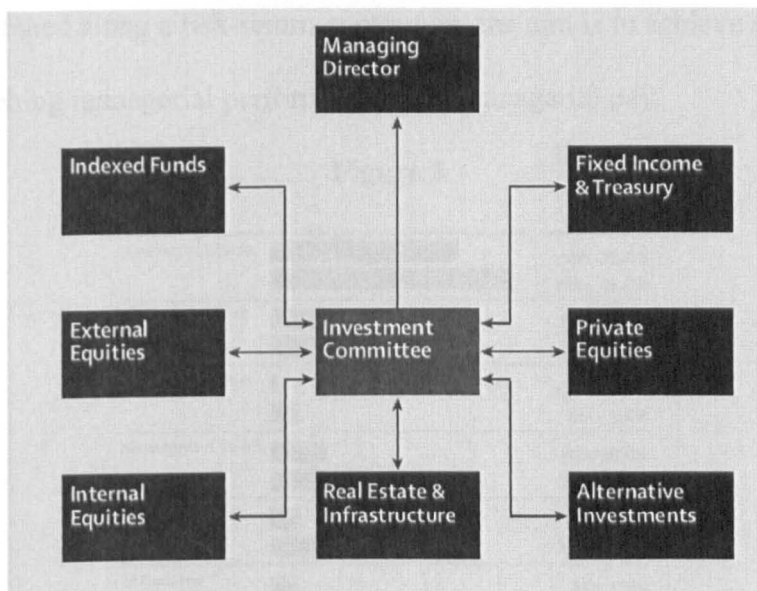 Managing
Director
Indexed Funds
Fixed Income
& Treasury
External
Equities
Investment
Committee
Private
Equities
Internal
Equities
Real Estate &
Infrastructure
Alternative
Investments